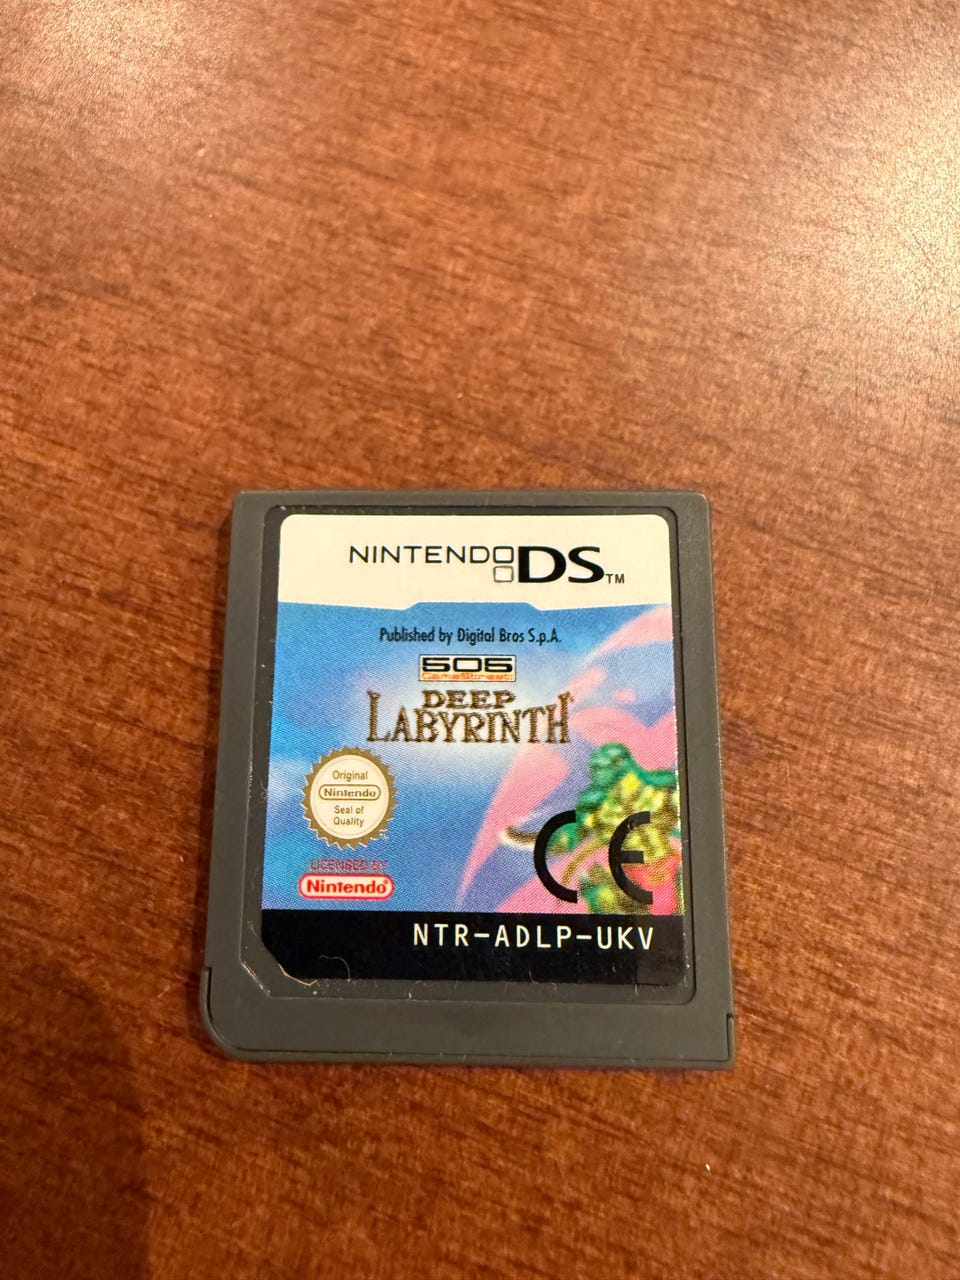 NINTENDO DS™
Published by Digital Bros S.p.A.
505
GameStreet
DEEP
LABYRINTH
Original
Nintendo
Seal of
Quality
LICENSED BY
Nintendo®
CE
NTR-ADLP-UKV